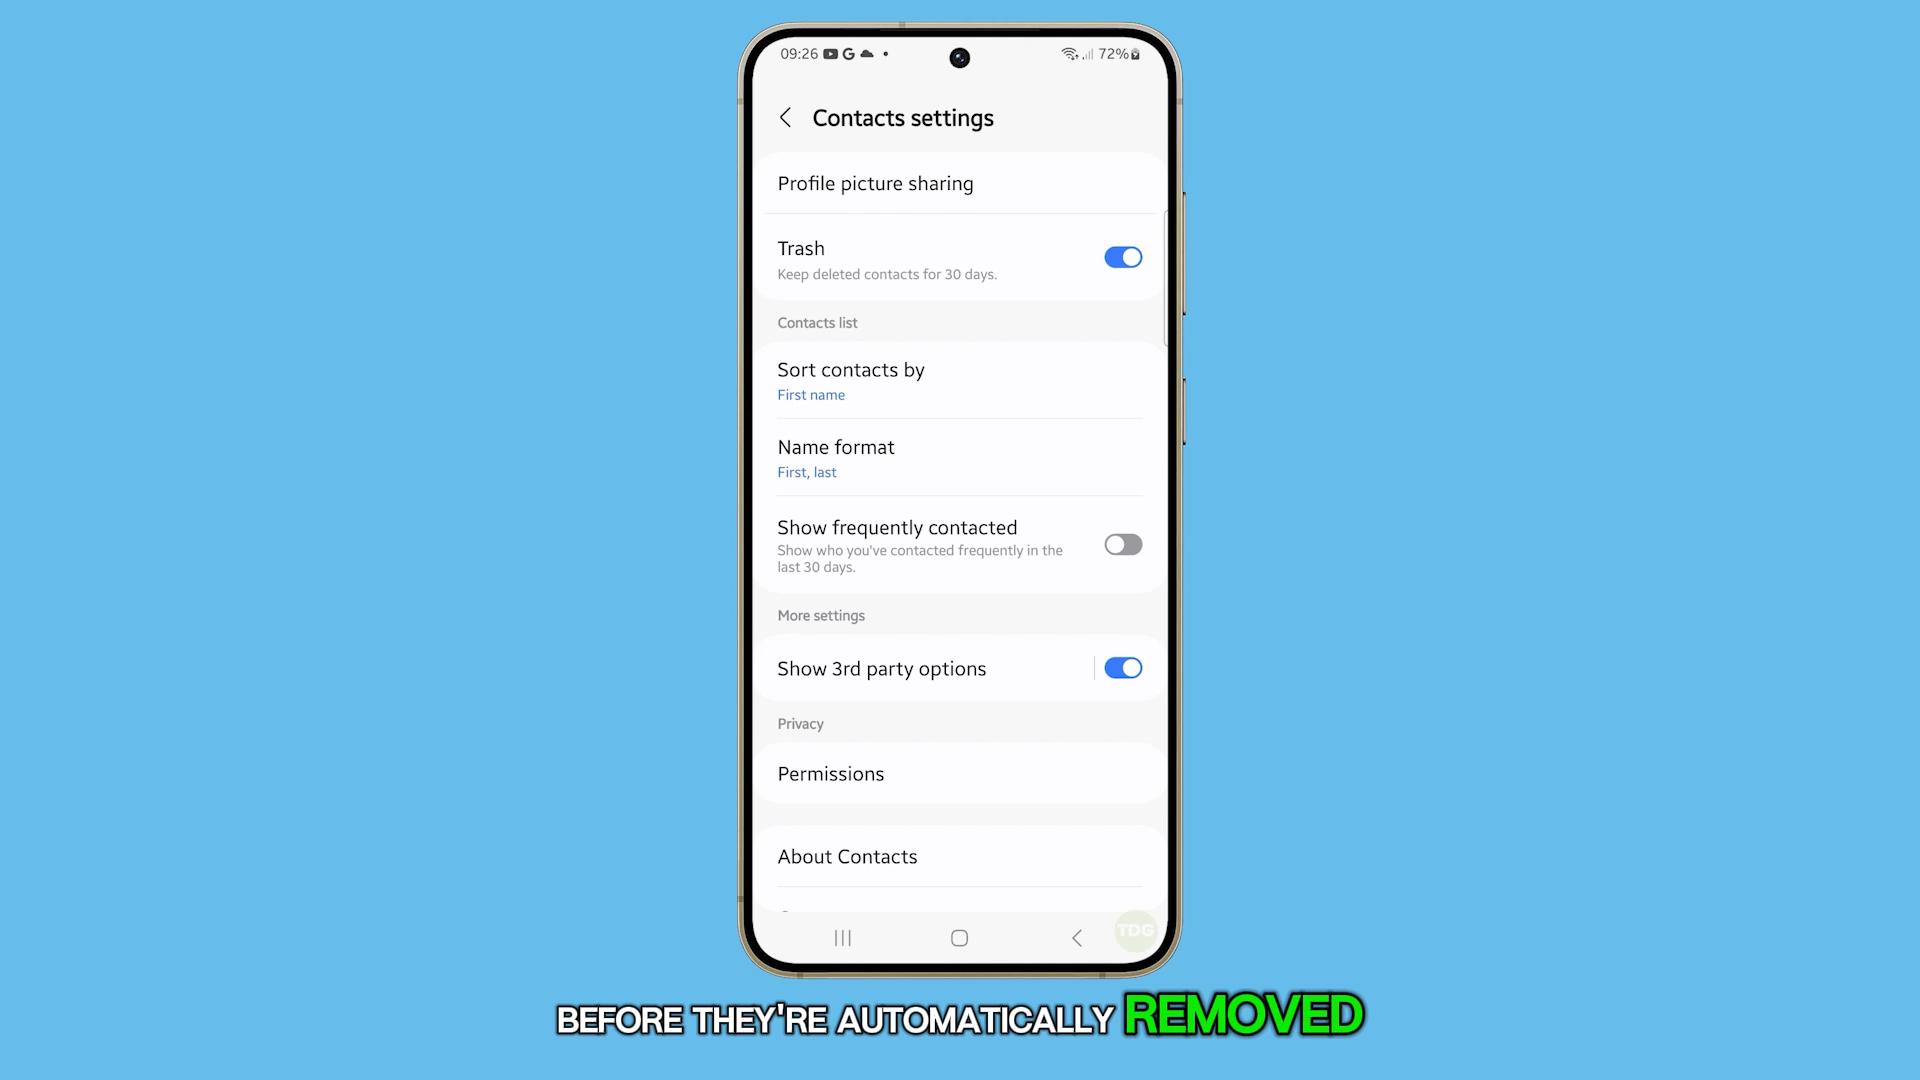 09:26
72%
Contacts settings
Profile picture sharing
Trash
Keep deleted contacts for 30 days.
Contacts list
Sort contacts by
First name
Name format
First, last
Show frequently contacted
Show who you've contacted frequently in the
last 30 days.
More settings
Show 3rd party options
Privacy
Permissions
About Contacts
TDG
BEFORE THEY'RE AUTOMATICALLY REMOVED